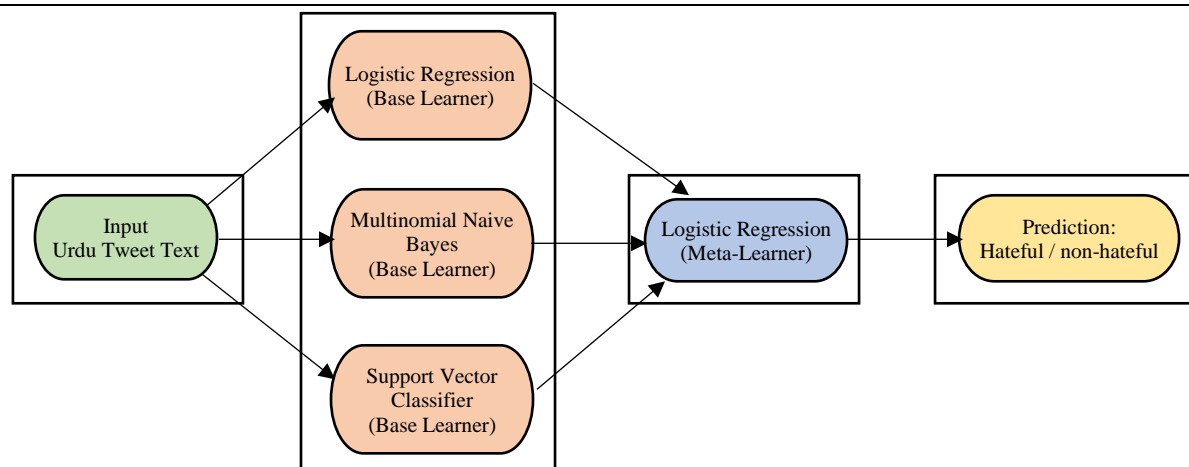 Logistic Regression
(Base Learner)
Input
Urdu Tweet Text
Multinomial Naive
Bayes
(Base Learner)
Support Vector
Classifier
(Base Learner)
Logistic Regression
(Meta-Learner)
Prediction:
Hateful / non-hateful